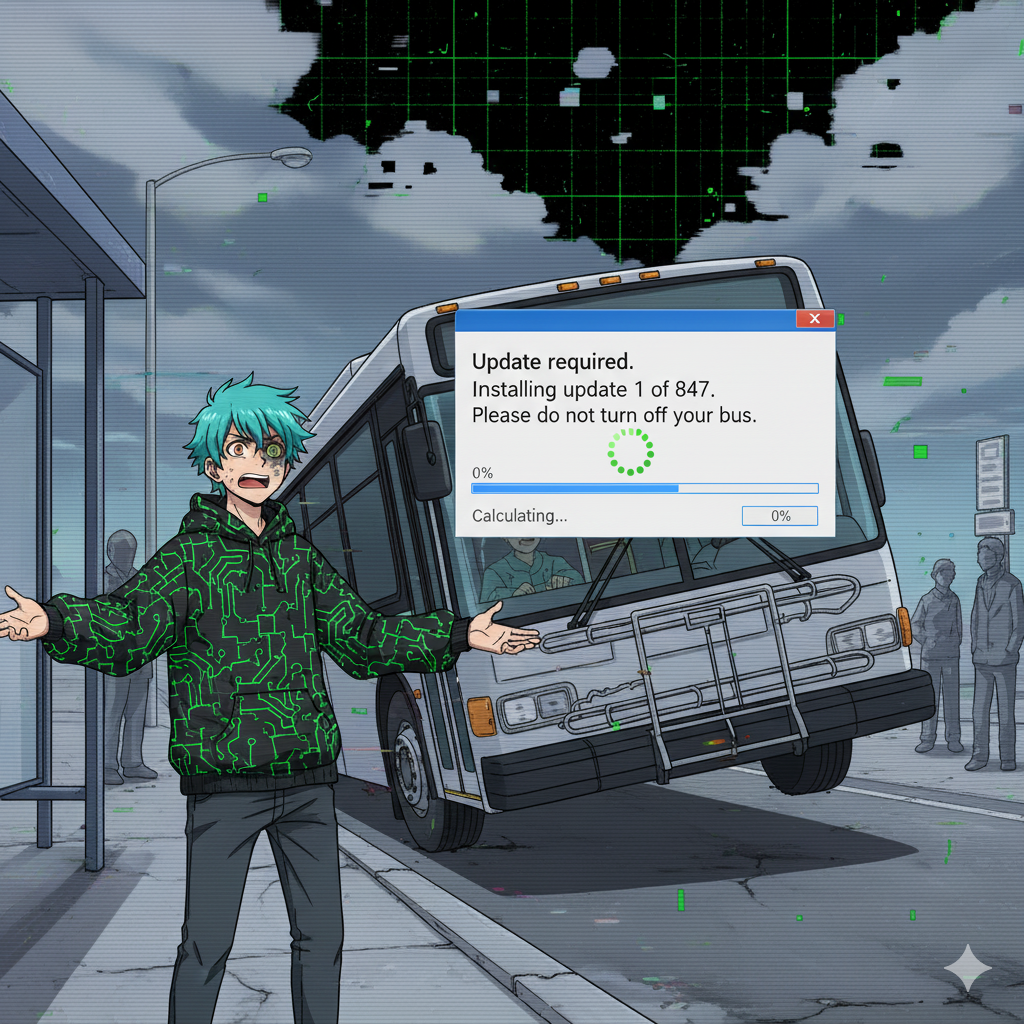 X
Update required.
Installing update 1 of 847.
Please do not turn off your bus.
0%
Calculating...
0%